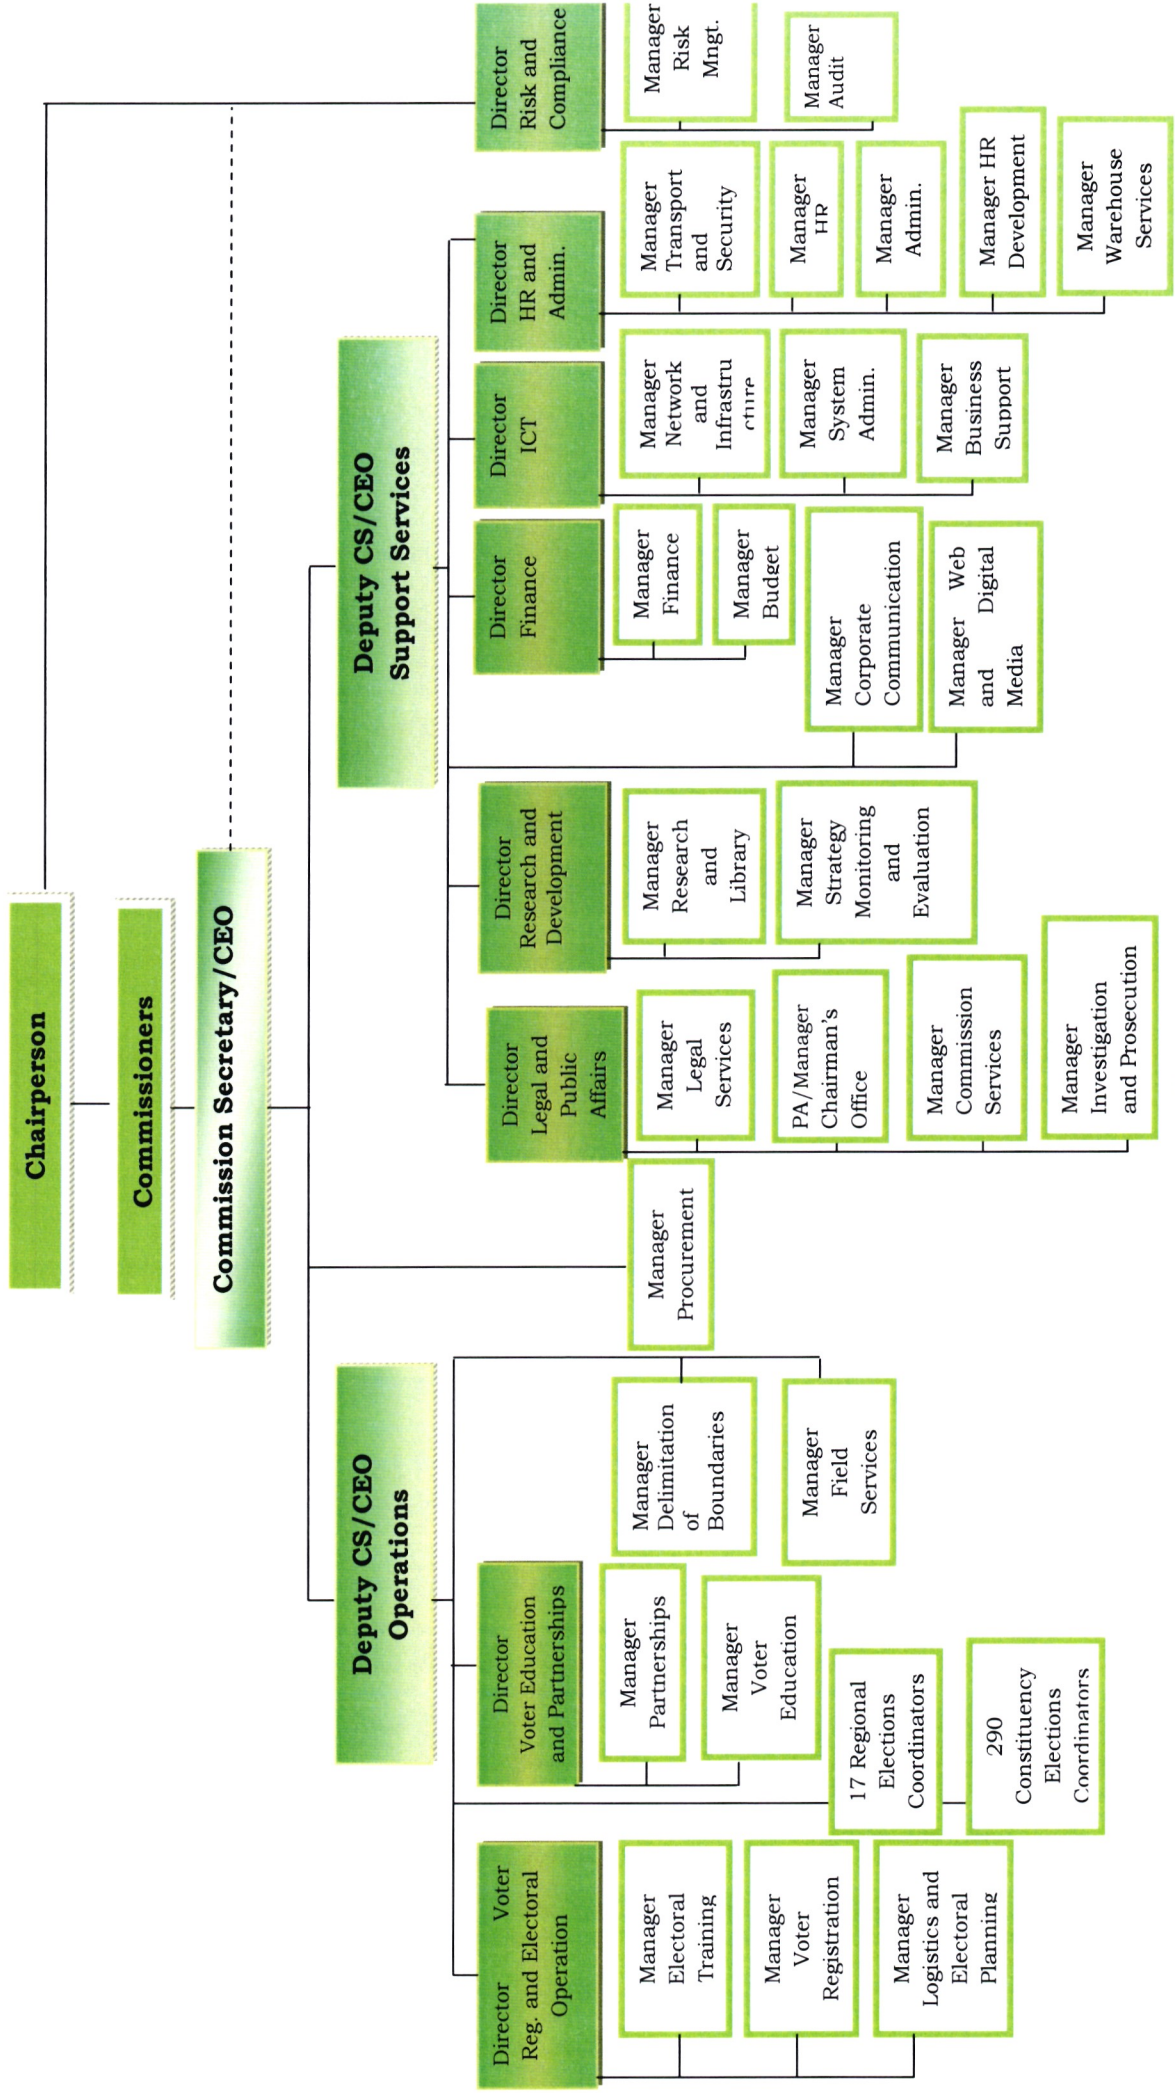 Chairperson
Commissioners
Commission Secretary/CEO
Deputy CS/CEO
Operations
Deputy CS/CEO
Support Services
Director Voter
Reg. and Electoral
Operation
Manager
Electoral
Training
Manager
Voter
Registration
Manager
Logistics and
Electoral
Planning
Director
Voter Education
and Partnerships
Manager
Partnerships
Manager
Voter
Education
17 Regional
Elections
Coordinators
290
Constituency
Elections
Coordinators
Manager
Delimitation
of
Boundaries
Manager
Field
Services
Manager
Procurement
Director
Legal and
Public
Affairs
Manager
Legal
Services
PA/Manager
Chairman's
Office
Manager
Commission
Services
Manager
Investigation
and Prosecution
Director
Research and
Development
Manager
Research
and
Library
Manager
Strategy
Monitoring
and
Evaluation
Manager
Corporate
Communication
Manager Web
and Digital
Media
Director
Finance
Manager
Finance
Manager
Budget
Director
ICT
Manager
Network
and
Infrastru
cture
Manager
System
Admin.
Manager
Business
Support
Director
HR and
Admin.
Manager
Transport
and
Security
Manager
HR
Manager
Admin.
Manager HR
Development
Manager
Warehouse
Services
Director
Risk and
Compliance
Manager
Risk
Mngt.
Manager
Audit